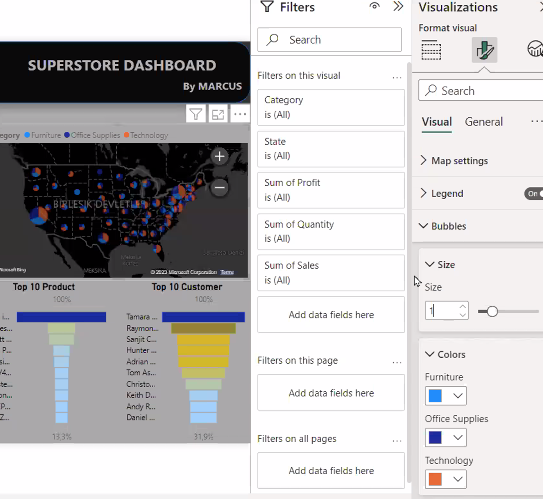 SUPERSTORE DASHBOARD
By MARCUS
egory Furniture Office Supplies Technology
BİRLEŞİK DEVLETLER
MEKSİKA
© 2023 Microsoft Corporation Terms
Top 10 Product
100%
13.3%
Top 10 Customer
100%
Tamara ...
Raymon...
Sanjit C...
Hunter ...
Adrian ...
Tom As...
Christo...
Keith D...
Andy R...
Daniel ...
31.9%
Filters
Search
Filters on this visual
...
Category
is (All)
State
is (All)
Sum of Profit
is (All)
Sum of Quantity
is (All)
Sum of Sales
is (All)
Add data fields here
Filters on this page
...
Add data fields here
Filters on all pages
...
Add data fields here
Visualizations
Format visual
Search
Visual General
...
Map settings
Legend
On
Bubbles
Size
Size
1
Colors
Furniture
Office Supplies
Technology